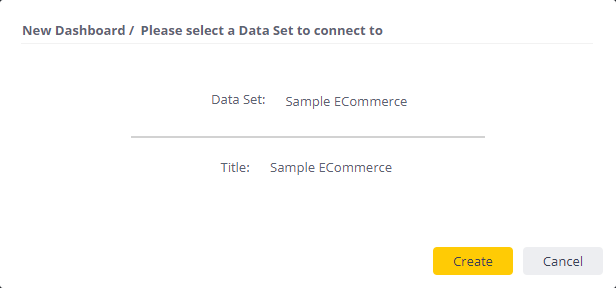 New Dashboard / Please select a Data Set to connect to
Data Set: Sample ECommerce
Title: Sample ECommerce
Create Cancel